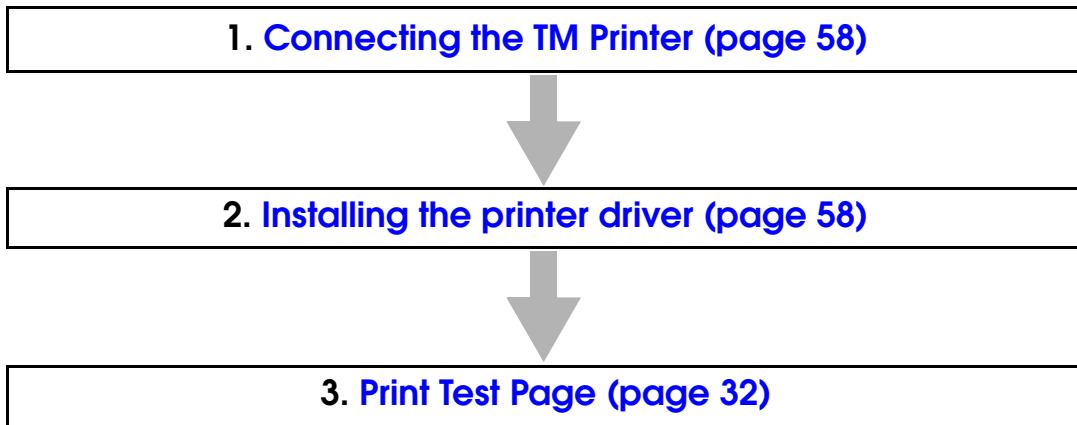 1. Connecting the TM Printer (page 58)
2. Installing the printer driver (page 58)
3. Print Test Page (page 32)